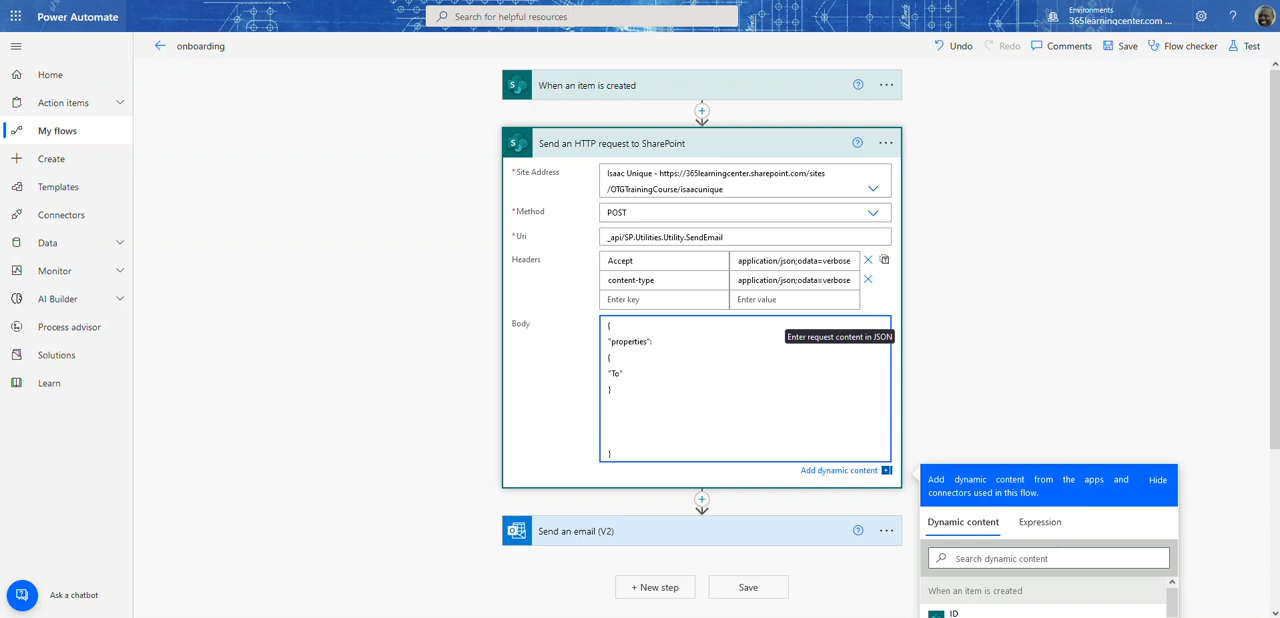 Power Automate
Search for helpful resources
Environments
365learningcenter.com ...
onboarding
Undo
Redo
Comments
Save
Flow checker
Test
Home
Action items
My flows
Create
Templates
Connectors
Data
Monitor
AI Builder
Process advisor
Solutions
Learn
Ask a chatbot
When an item is created
Send an HTTP request to SharePoint
* Site Address
Isaac Unique - https://365learningcenter.sharepoint.com/sites
/OTGTrainingCourse/isaacunique
* Method
POST
* Uri
_api/SP.Utilities.Utility.SendEmail
Headers
Accept
application/json;odata=verbose
content-type
application/json;odata=verbose
Enter key
Enter value
Body
{
"properties":
{
"To"
}
}
Enter request content in JSON
Add dynamic content
Send an email (V2)
+ New step
Save
Add dynamic content from the apps and
connectors used in this flow.
Hide
Dynamic content
Expression
Search dynamic content
When an item is created
ID